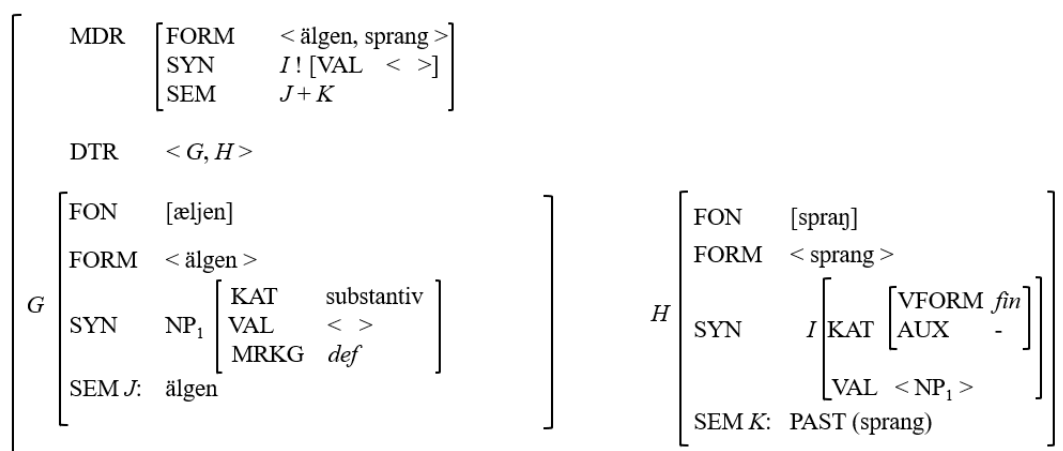 MDR FORM < älgen, sprang >
SYN I ! [VAL < >]
SEM J + K
DTR < G, H >
G
FON [æljen]
FORM < älgen >
SYN NP₁
KAT substantiv
VAL < >
MRKG def
SEM J: älgen
H
FON [spraŋ]
FORM < sprang >
SYN I
KAT
VFORM fin
AUX -
VAL < NP₁ >
SEM K: PAST (sprang)